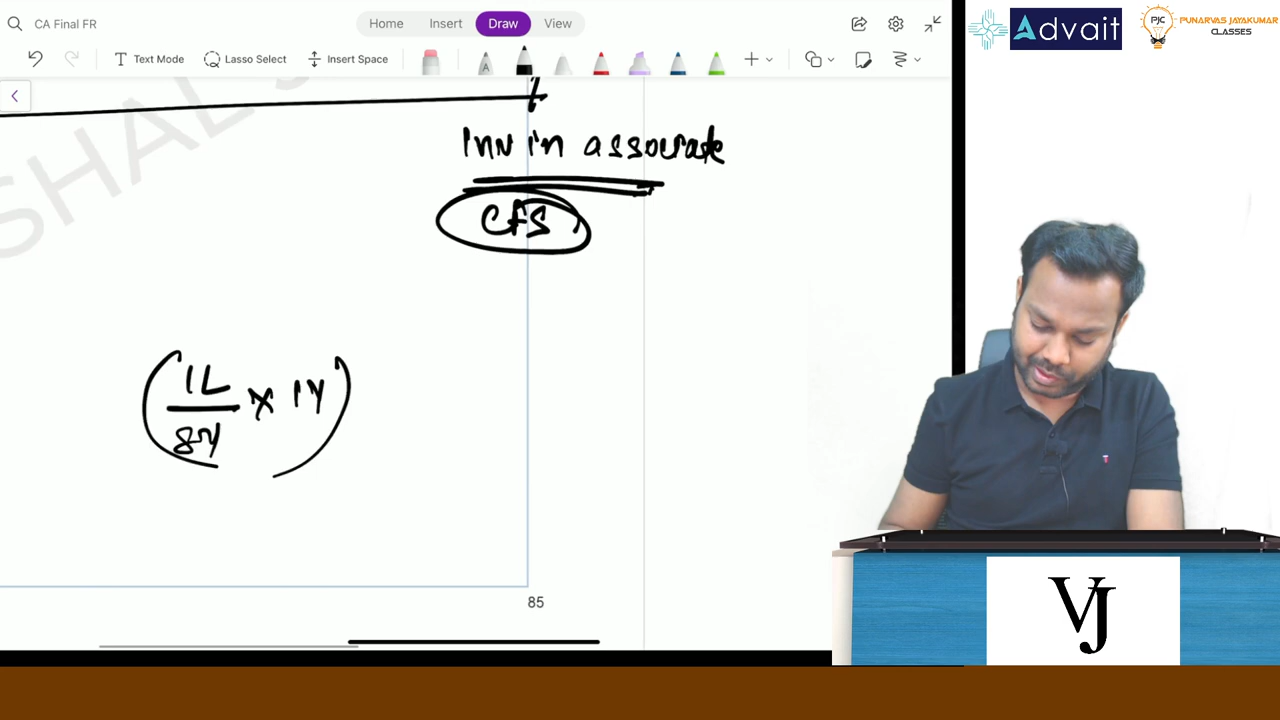 CA Final FR
Home Insert Draw View
Text Mode Lasso Select Insert Space
Advait
PJC
PUNARVAS JAYAKUMAR
CLASSES
SHAL
Inv in associate
CFS
(1L/8Y × 1Y)
85
VJ